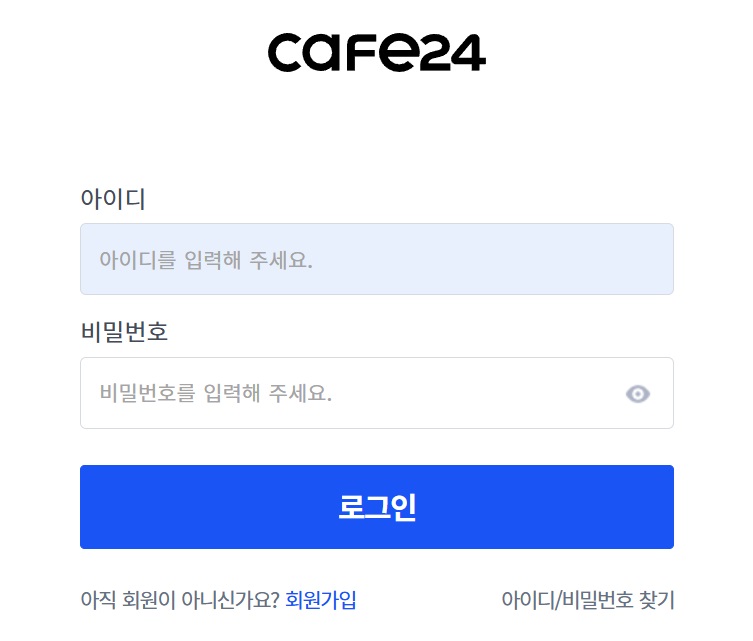 cafe24
아이디
아이디를 입력해 주세요.
비밀번호
비밀번호를 입력해 주세요.
로그인
아직 회원이 아니신가요? 회원가입 아이디/비밀번호 찾기